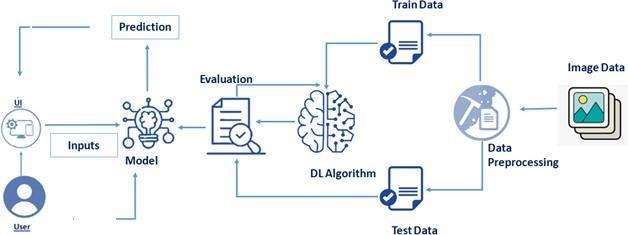 Train Data
Prediction
Evaluation
Image Data
UI
Inputs
Model
DL Algorithm
Data
Preprocessing
User
Test Data